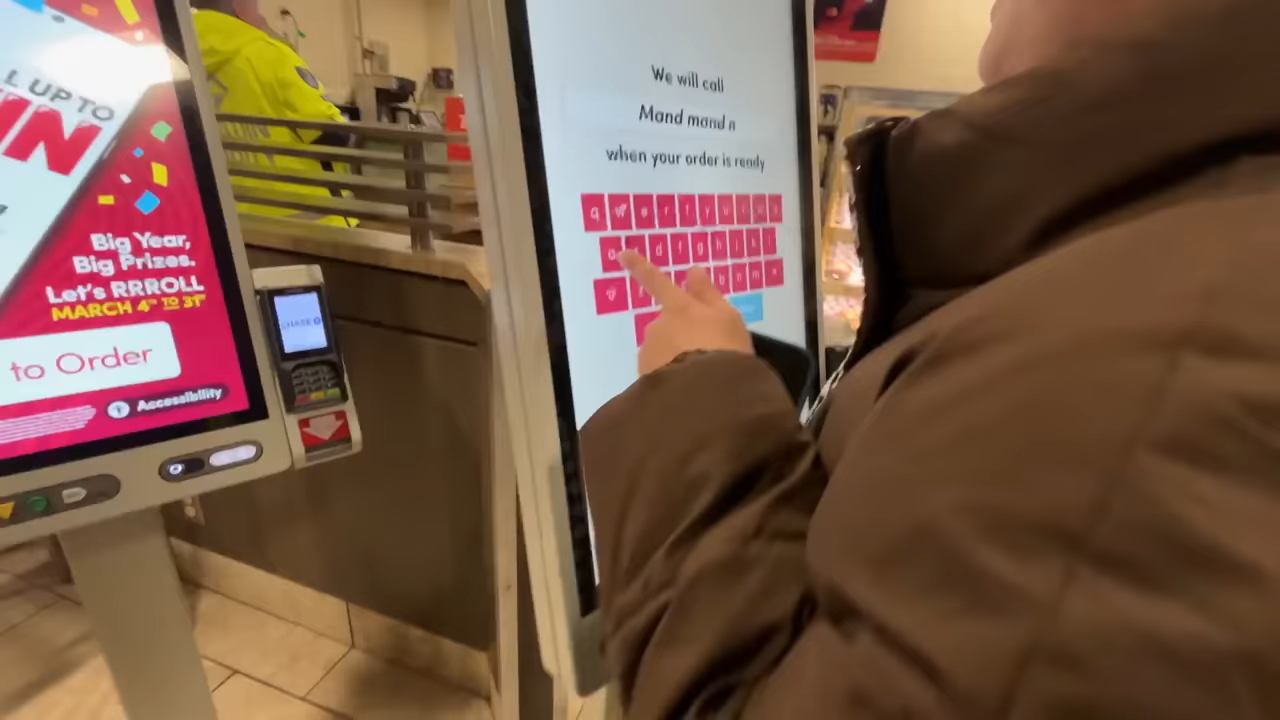 L UP TO
IN
Big Year,
Big Prizes.
Let's RRROLL
MARCH 4TH TO 31ST
to Order
Accessibility
CHASE
We will call
Mand mand n
when your order is ready
q w e r t y u
d f g h j k l
b n m